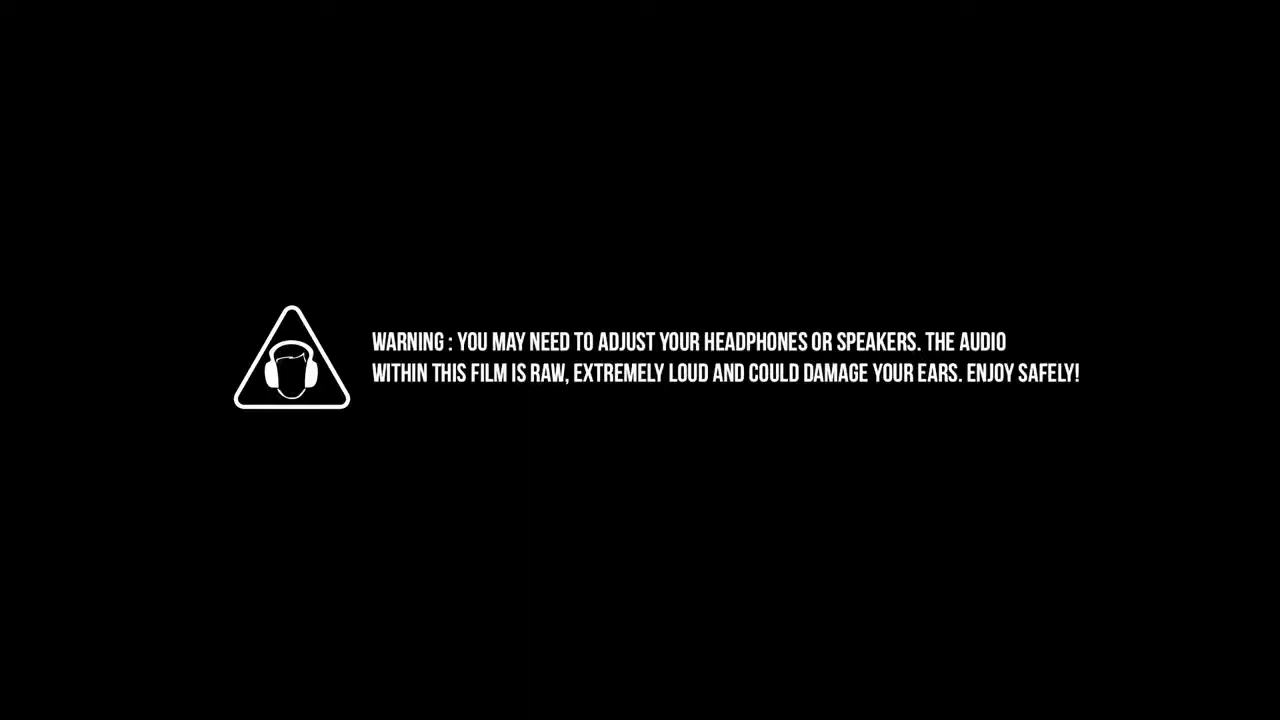 WARNING : YOU MAY NEED TO ADJUST YOUR HEADPHONES OR SPEAKERS. THE AUDIO
WITHIN THIS FILM IS RAW, EXTREMELY LOUD AND COULD DAMAGE YOUR EARS. ENJOY SAFELY!